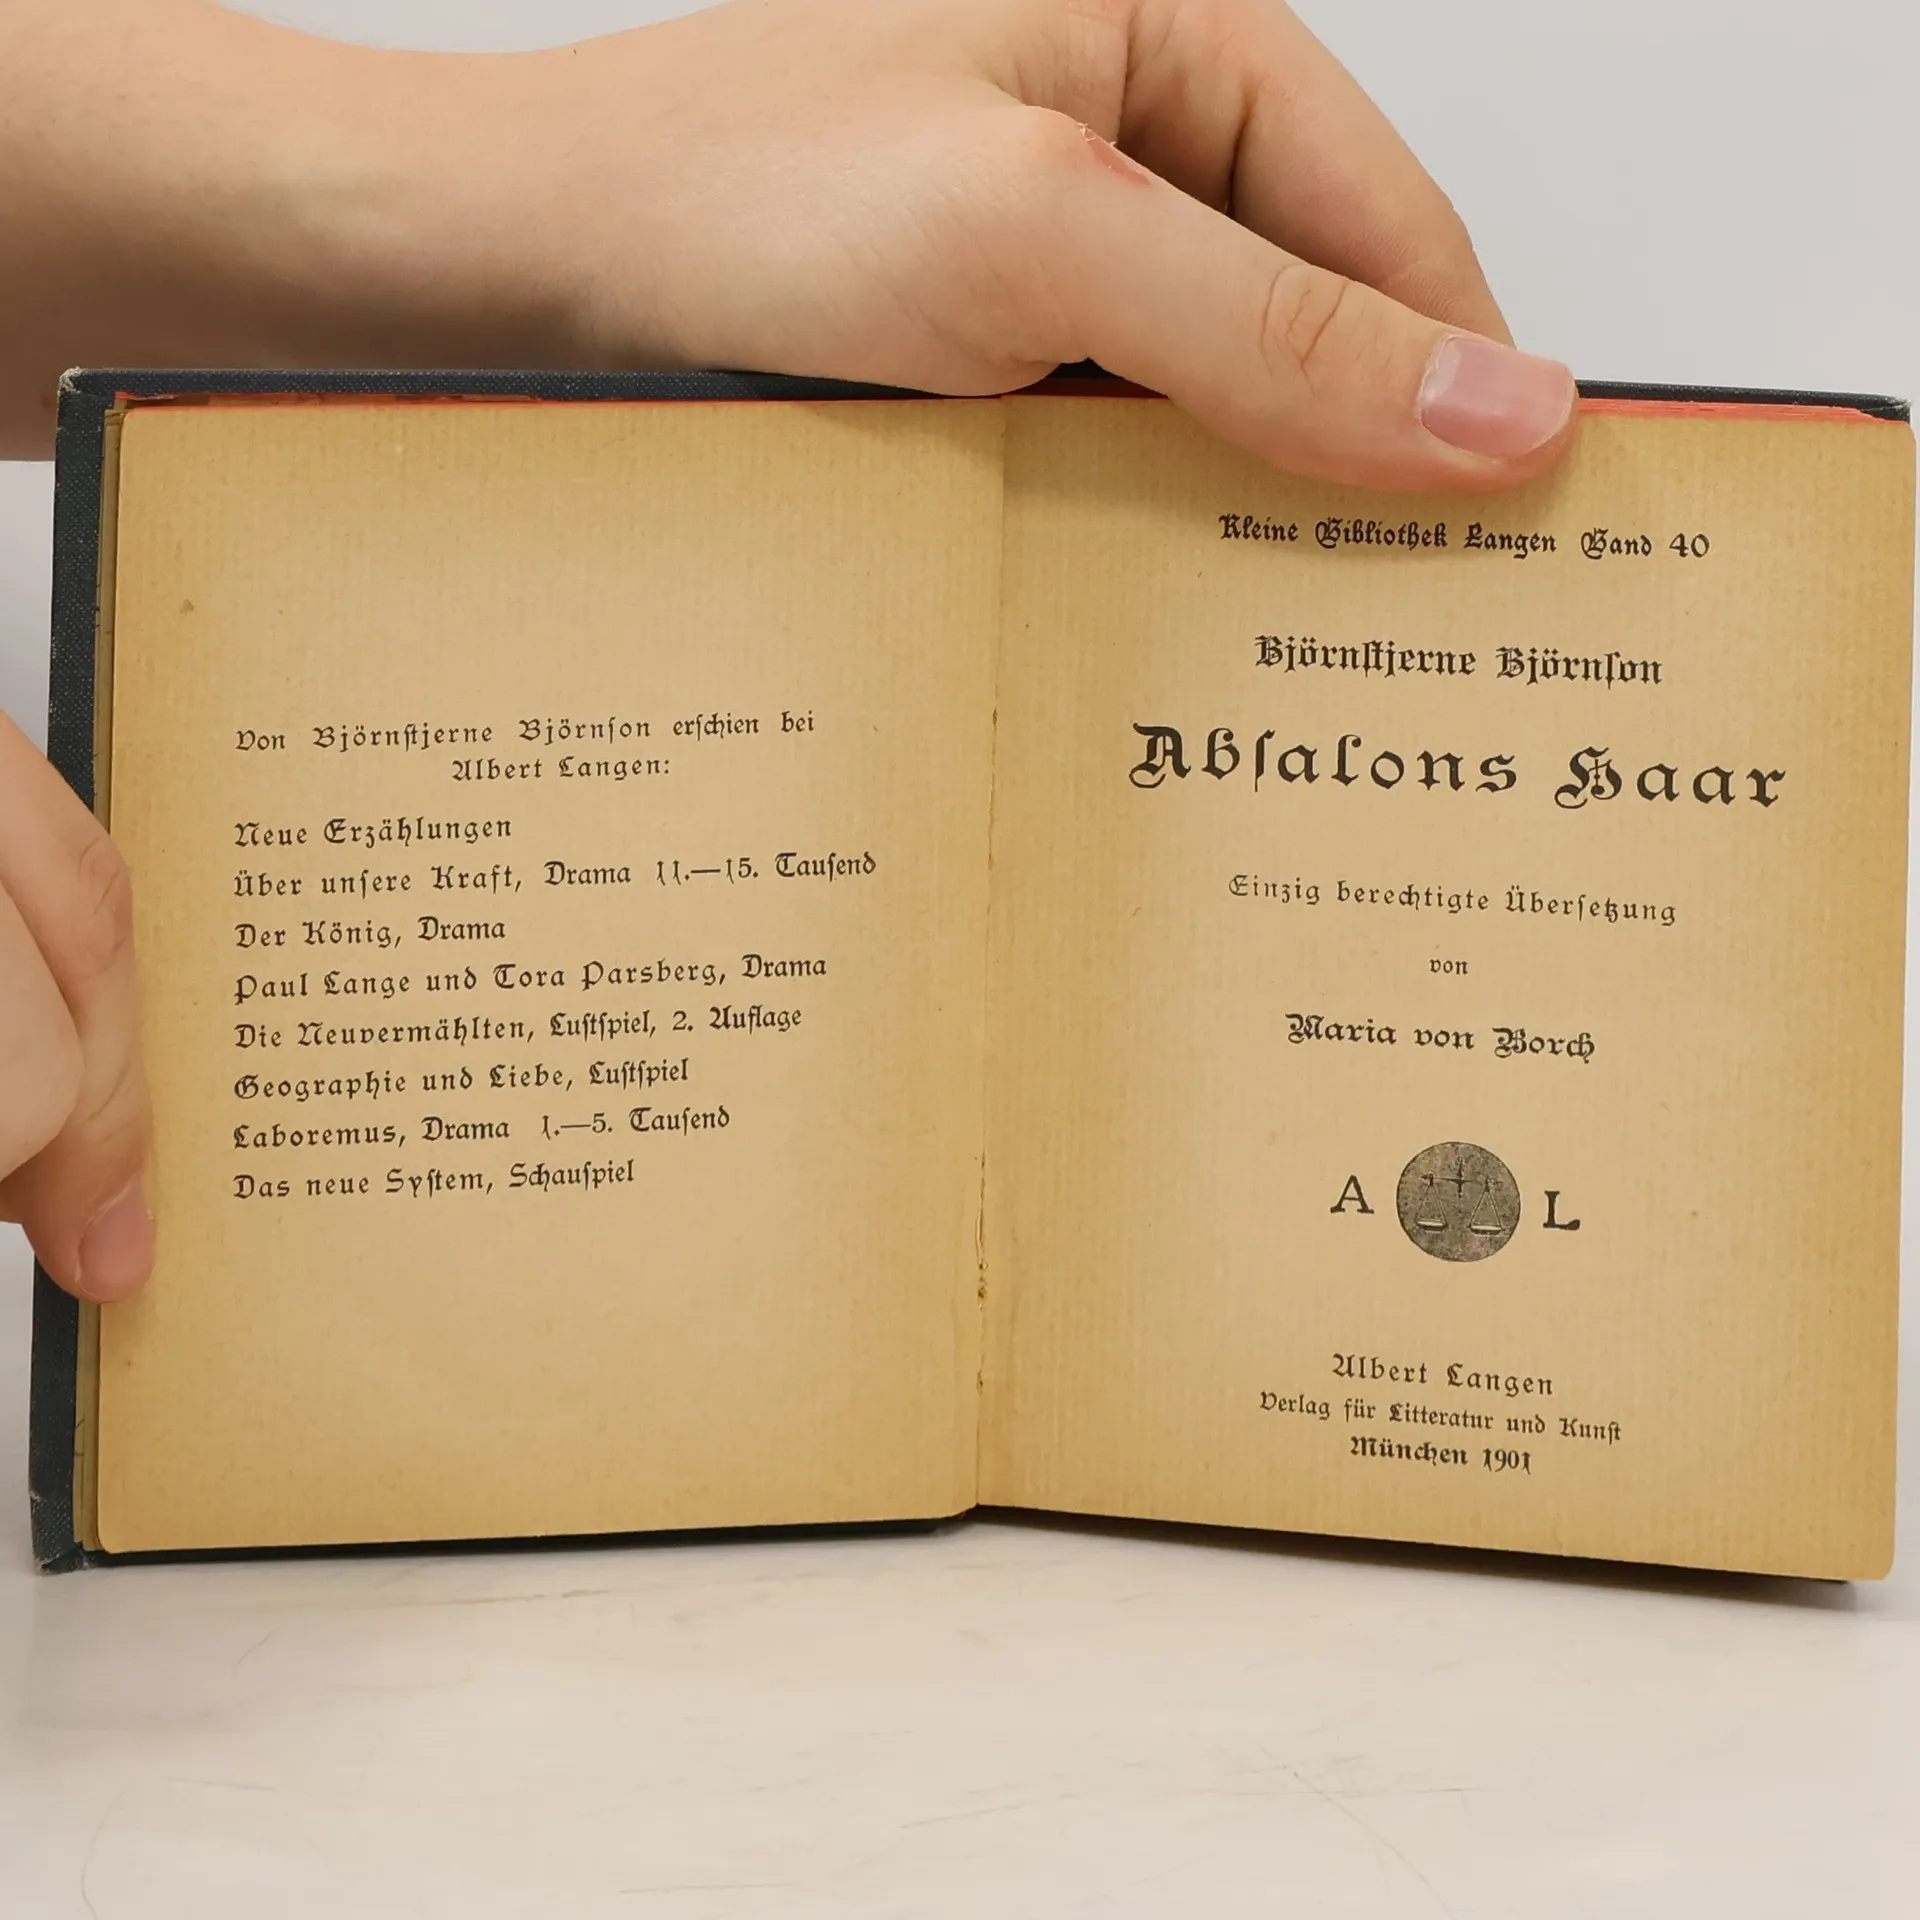 Von Björnſtjerne Björnſon erſchien bei
Albert Langen:
Neue Erzählungen
Über unſere Kraft, Drama 11.—15. Tauſend
Der König, Drama
Paul Lange und Tora Parsberg, Drama
Die Neuvermählten, Luſtſpiel, 2. Auflage
Geographie und Liebe, Luſtſpiel
Laboremus, Drama 1.—5. Tauſend
Das neue Syſtem, Schauſpiel
Kleine Bibliothek Langen Band 40
Björnſtjerne Björnſon
Abſalons Haar
Einzig berechtigte Überſetzung
von
Maria von Borch
A L
Albert Langen
Verlag für Litteratur und Kunſt
München 1901